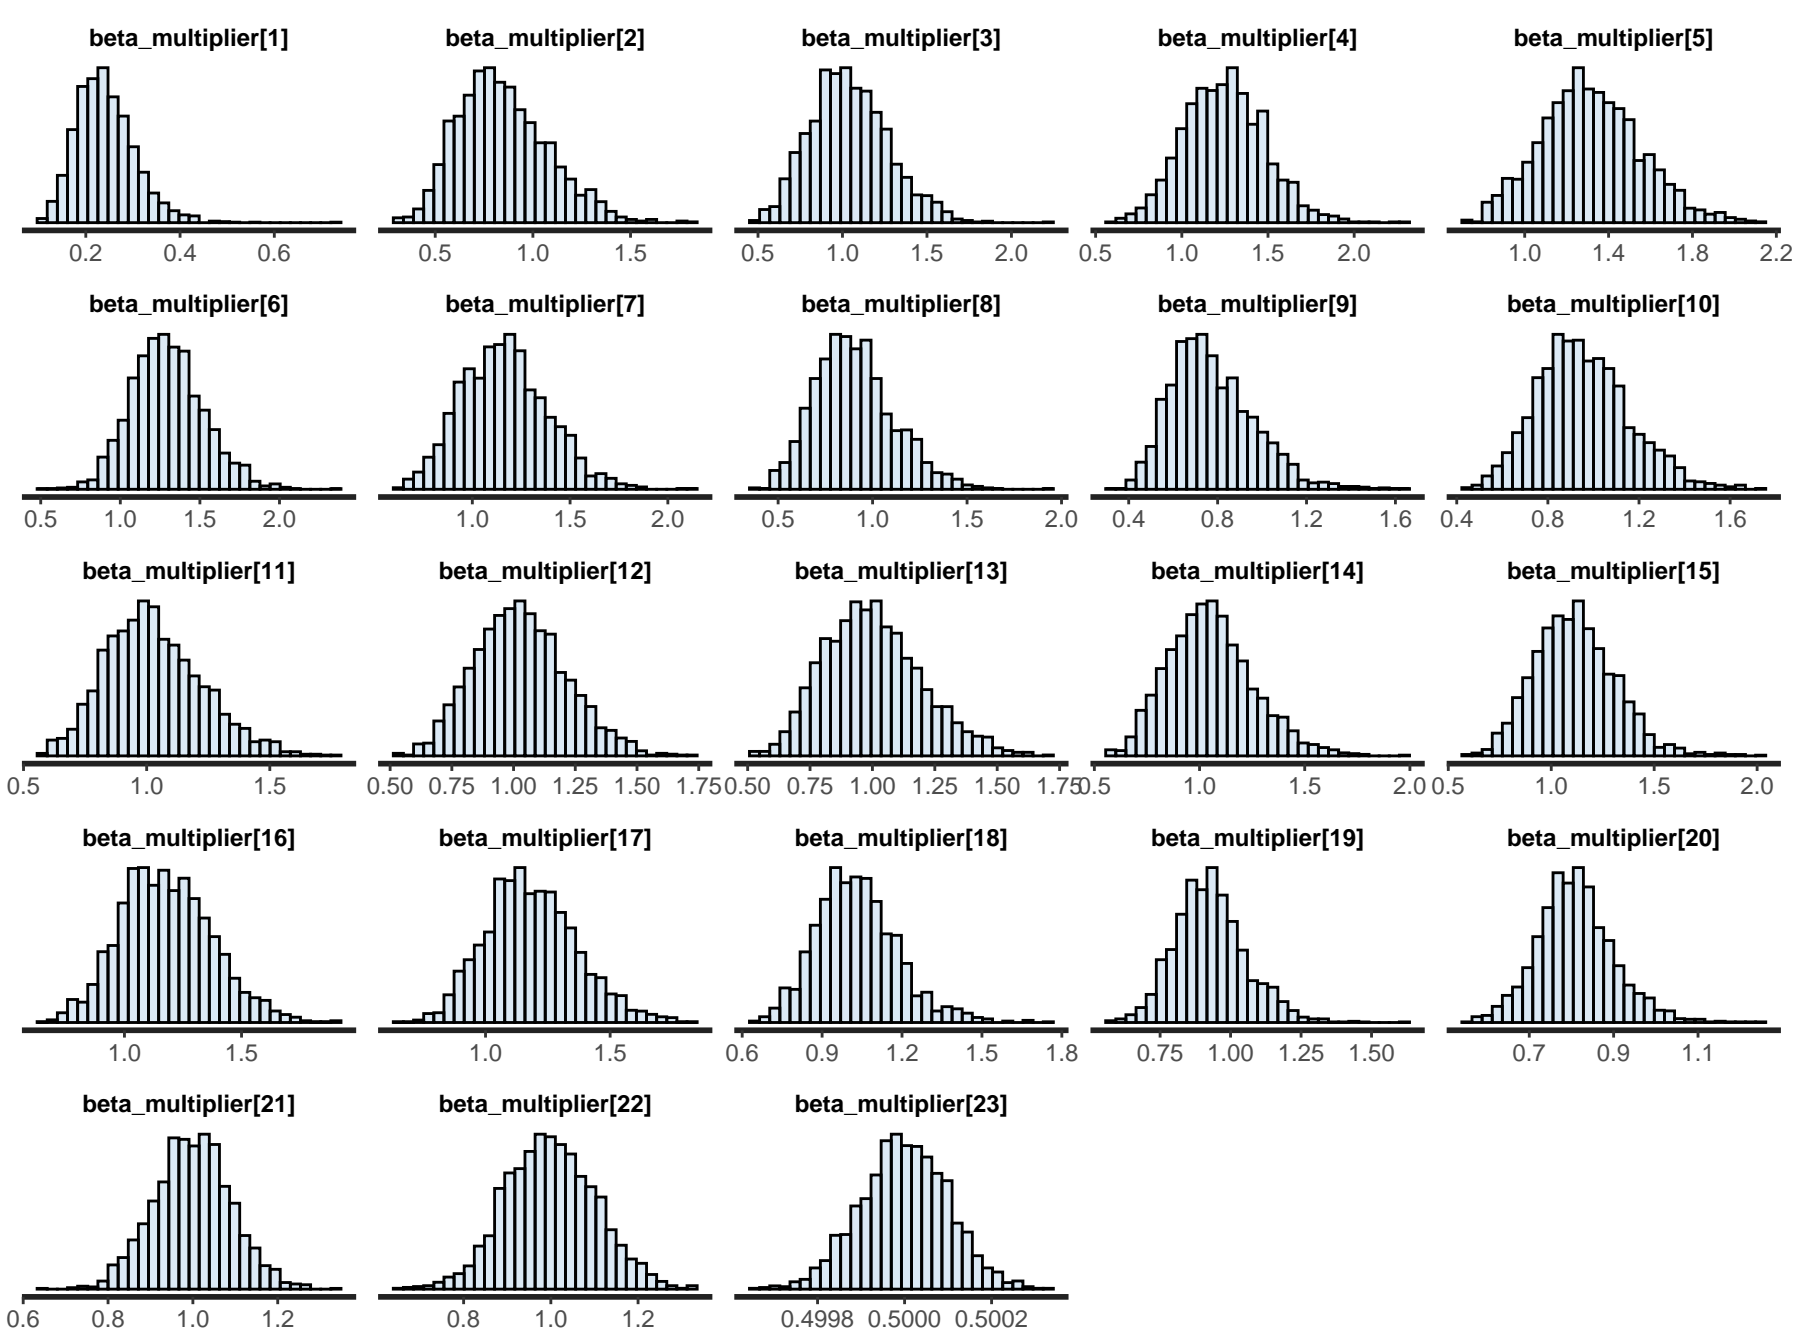 beta_multiplier[1] beta_multiplier[2] beta_multiplier[3] beta_multiplier[4] beta_multiplier[5]
0.2 0.4 0.6 0.5 1.0 1.5 0.5 1.0 1.5 2.0 0.5 1.0 1.5 2.0 1.0 1.4 1.8 2.2
beta_multiplier[6] beta_multiplier[7] beta_multiplier[8] beta_multiplier[9] beta_multiplier[10]
0.5 1.0 1.5 2.0 1.0 1.5 2.0 0.5 1.0 1.5 2.0 0.4 0.8 1.2 1.6 0.4 0.8 1.2 1.6
beta_multiplier[11] beta_multiplier[12] beta_multiplier[13] beta_multiplier[14] beta_multiplier[15]
0.5 1.0 1.5 0.50 0.75 1.00 1.25 1.50 1.75 0.50 0.75 1.00 1.25 1.50 1.75 0.5 1.0 1.5 2.0 0.5 1.0 1.5 2.0
beta_multiplier[16] beta_multiplier[17] beta_multiplier[18] beta_multiplier[19] beta_multiplier[20]
1.0 1.5 1.0 1.5 0.6 0.9 1.2 1.5 1.8 0.75 1.00 1.25 1.50 0.7 0.9 1.1
beta_multiplier[21] beta_multiplier[22] beta_multiplier[23]
0.6 0.8 1.0 1.2 0.8 1.0 1.2 0.4998 0.5000 0.5002